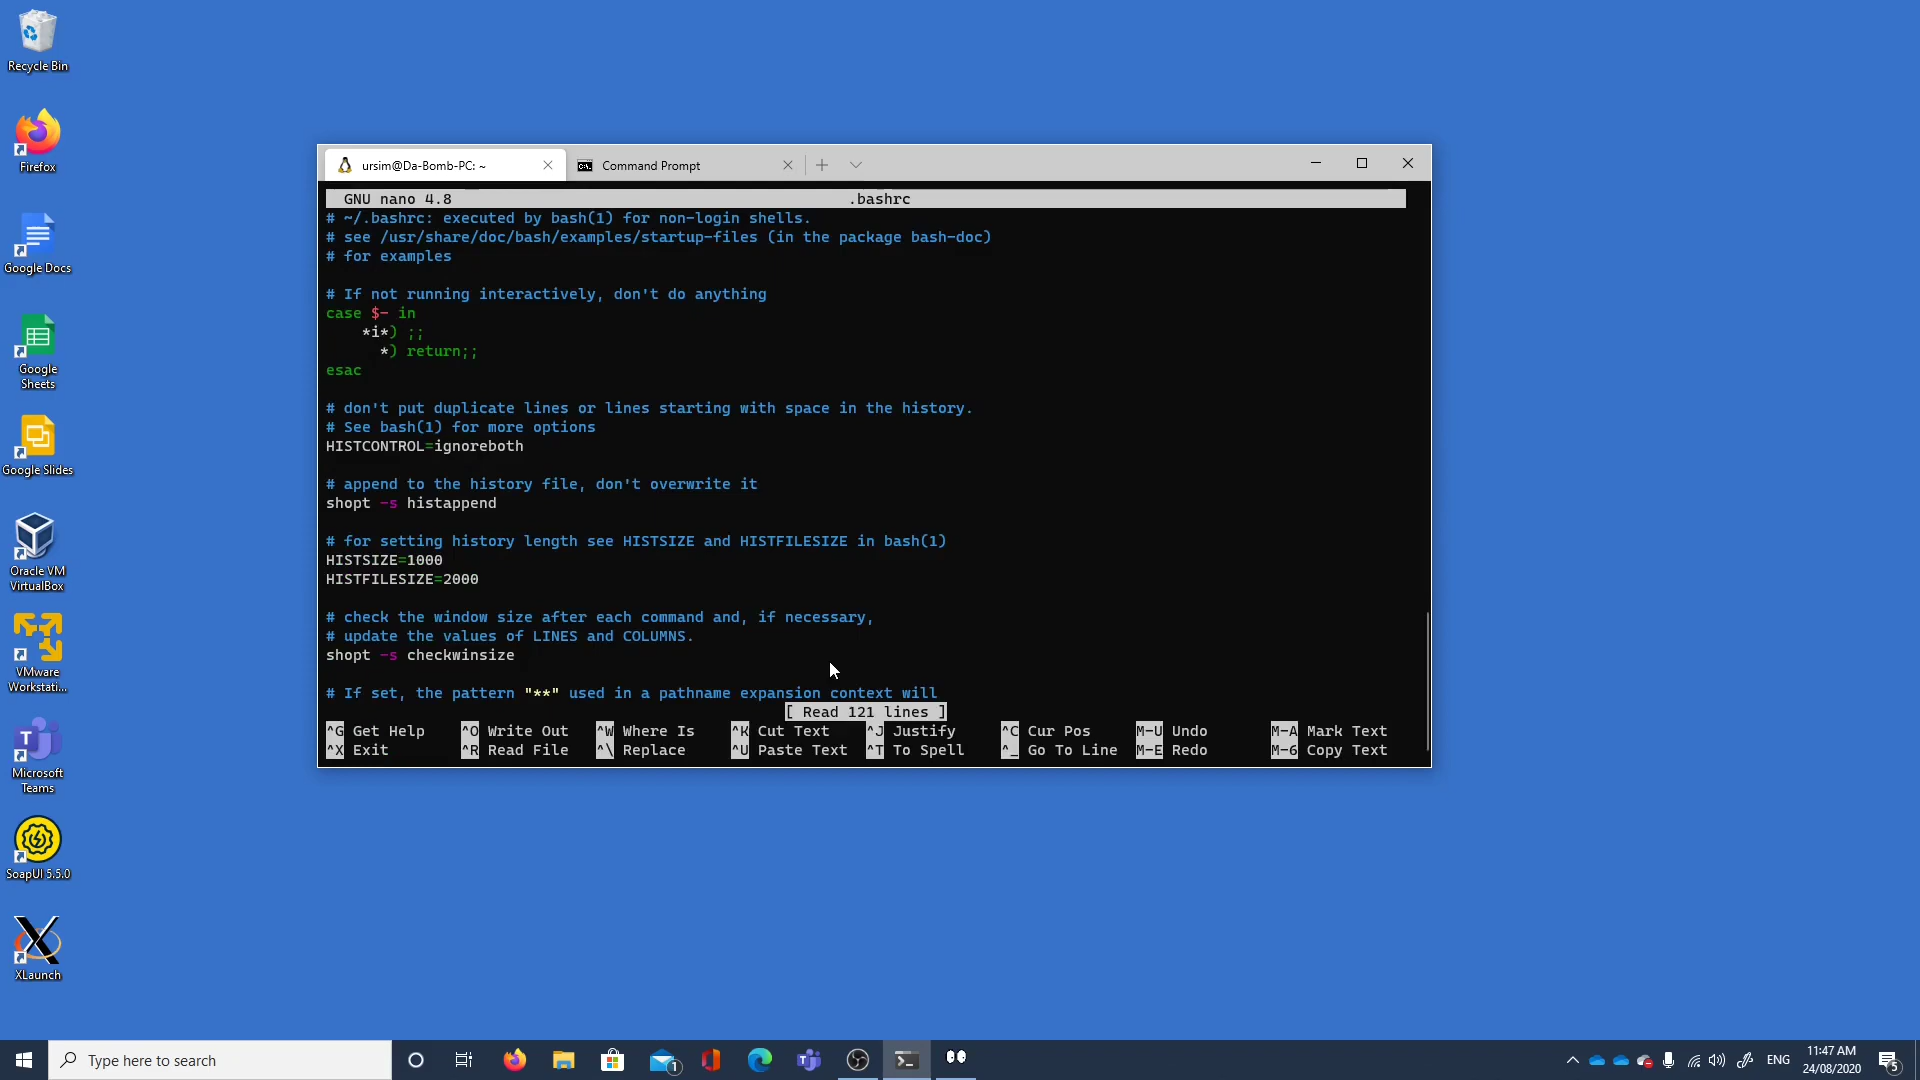 Recycle Bin
Firefox
Google Docs
Google
Sheets
Google Slides
Oracle VM
VirtualBox
VMware
Workstati...
Microsoft
Teams
SoapUI 5.5.0
XLaunch
ursim@Da-Bomb-PC: ~
Command Prompt
GNU nano 4.8 .bashrc
# ~/.bashrc: executed by bash(1) for non-login shells.
# see /usr/share/doc/bash/examples/startup-files (in the package bash-doc)
# for examples
# If not running interactively, don't do anything
case $- in
    *i*) ;;
      *) return;;
esac
# don't put duplicate lines or lines starting with space in the history.
# See bash(1) for more options
HISTCONTROL=ignoreboth
# append to the history file, don't overwrite it
shopt -s histappend
# for setting history length see HISTSIZE and HISTFILESIZE in bash(1)
HISTSIZE=1000
HISTFILESIZE=2000
# check the window size after each command and, if necessary,
# update the values of LINES and COLUMNS.
shopt -s checkwinsize
# If set, the pattern "**" used in a pathname expansion context will
[ Read 121 lines ]
^G Get Help ^O Write Out ^W Where Is ^K Cut Text ^J Justify ^C Cur Pos M-U Undo M-A Mark Text
^X Exit ^R Read File ^\ Replace ^U Paste Text ^T To Spell ^_ Go To Line M-E Redo M-6 Copy Text
Type here to search
1
ENG
11:47 AM
24/08/2020
5